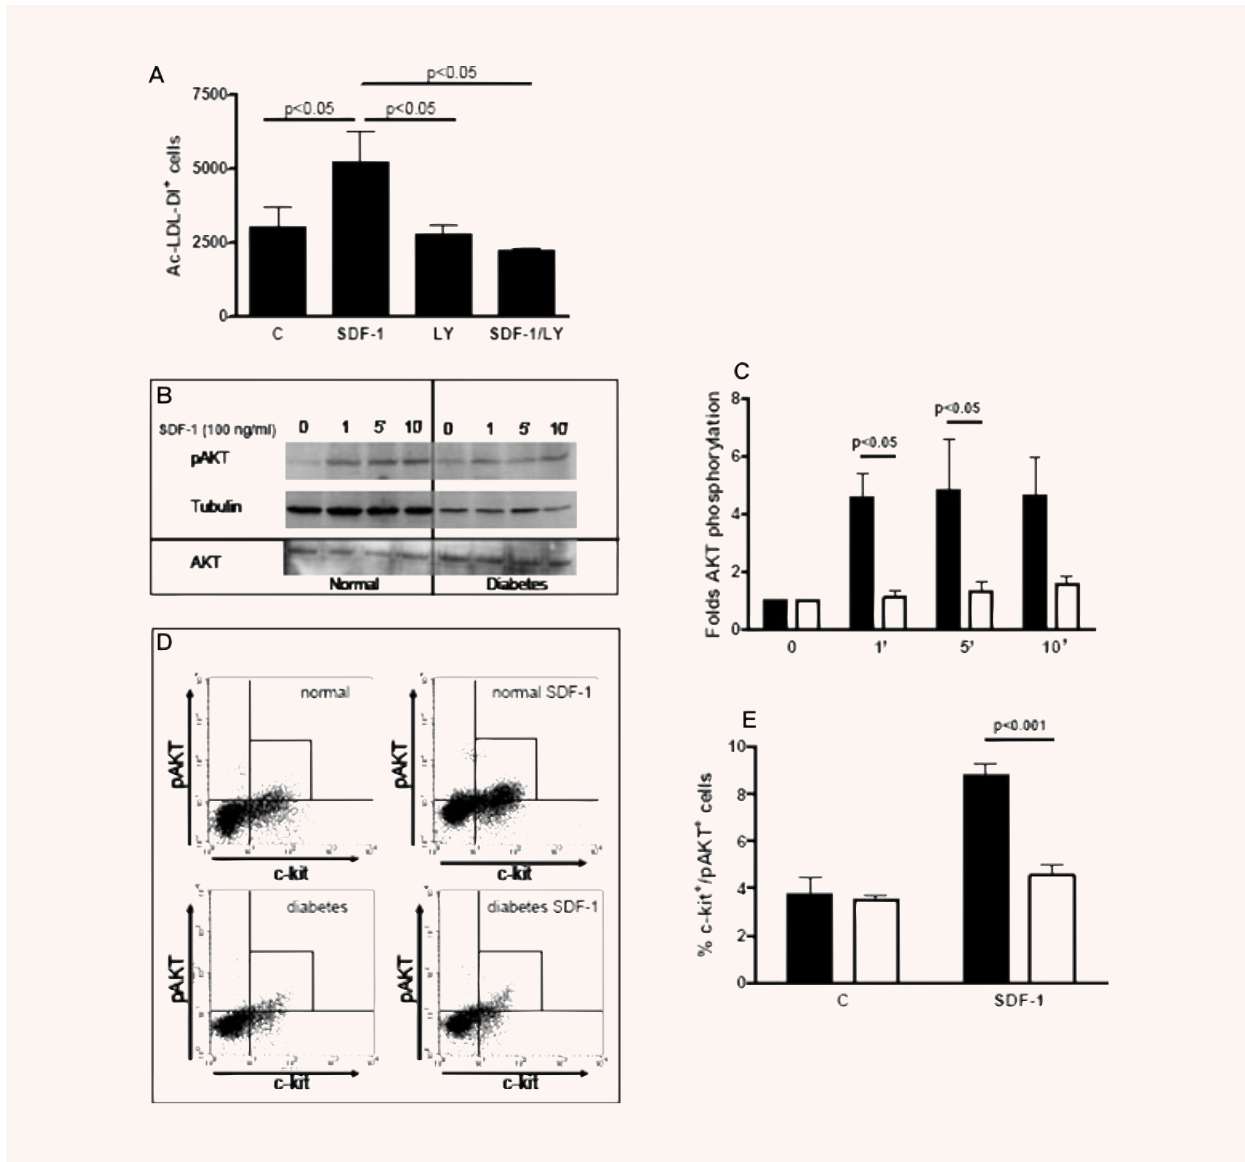 A
p<0.05
p<0.05 p<0.05
7500
5000
2500
0
Ac-LDL-DI+ cells
C SDF-1 LY SDF-1/LY
B
SDF-1 (100 ng/ml) 0 1 5' 10' 0 1 5' 10'
pAKT
Tubulin
AKT
Normal Diabetes
C
8
6
4
2
0
Folds AKT phosphorylation
p<0.05
p<0.05
0 1' 5' 10'
D
normal
pAKT
c-kit
normal SDF-1
pAKT
c-kit
diabetes
pAKT
c-kit
diabetes SDF-1
pAKT
c-kit
E
p<0.001
10
8
6
4
2
0
% c-kit+/pAKT+ cells
C SDF-1